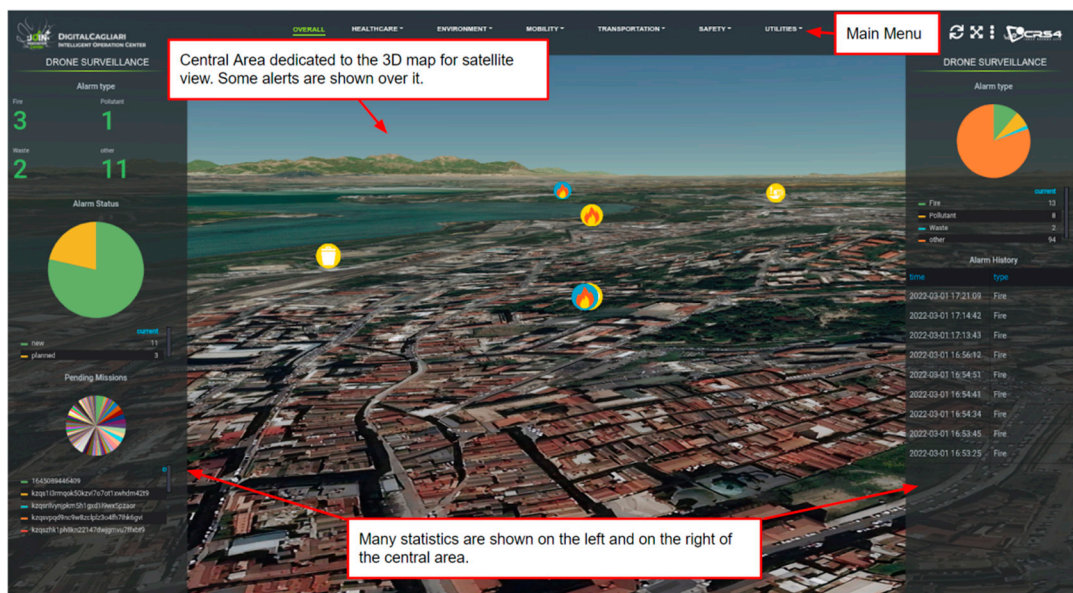 JOIN
DIGITALCAGLIARI
INTELLIGENT OPERATION CENTER
OVERALL
HEALTHCARE
ENVIRONMENT
MOBILITY
TRANSPORTATION
SAFETY
UTILITIES
Main Menu
CRS4
Central Area dedicated to the 3D map for satellite
view. Some alerts are shown over it.
DRONE SURVEILLANCE
Alarm type
Fire
Pollutant
3
1
Waste
other
2
11
Alarm Status
current
new 11
planned 3
Pending Missions
1645089446409
DRONE SURVEILLANCE
Alarm type
current
Fire 13
Pollutant 8
Waste 2
other 94
Alarm History
time type
2022-03-01 17:21:09 Fire
2022-03-01 17:14:42 Fire
2022-03-01 17:13:43 Fire
2022-03-01 16:56:12 Fire
2022-03-01 16:54:51 Fire
2022-03-01 16:54:41 Fire
2022-03-01 16:54:34 Fire
2022-03-01 16:53:45 Fire
2022-03-01 16:53:25 Fire
Many statistics are shown on the left and on the right of
the central area.